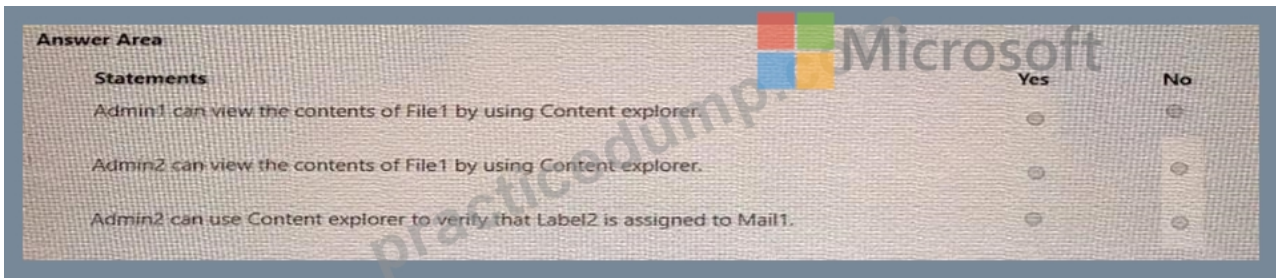 Microsoft
Answer Area
Statements Yes No
Admin1 can view the contents of File1 by using Content explorer.
Admin2 can view the contents of File1 by using Content explorer.
Admin2 can use Content explorer to verify that Label2 is assigned to Mail1.